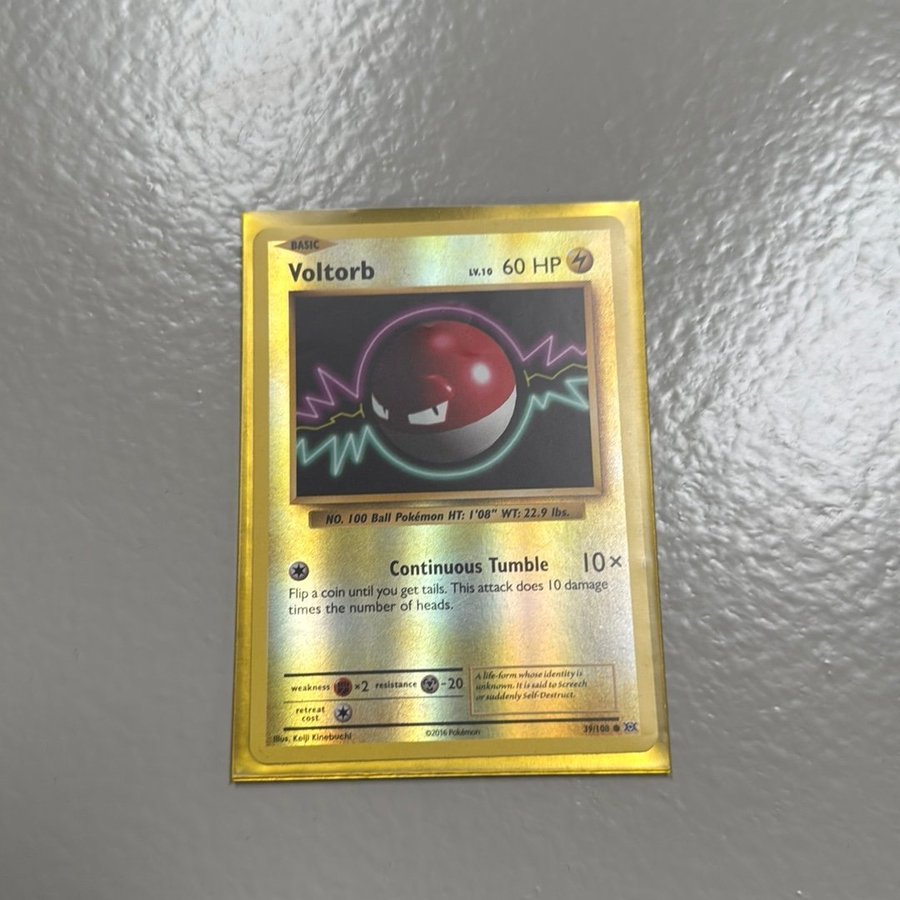 BASIC
Voltorb LV.10 60 HP
NO. 100 Ball Pokémon HT: 1'08" WT: 22.9 lbs.
Continuous Tumble 10×
Flip a coin until you get tails. This attack does 10 damage
times the number of heads.
weakness ×2 resistance -20
retreat
cost
A life-form whose identity is
unknown. It is said to Screech
or suddenly Self-Destruct.
Illus. Keiji Kinebuchi ©2016 Pokémon 39/108